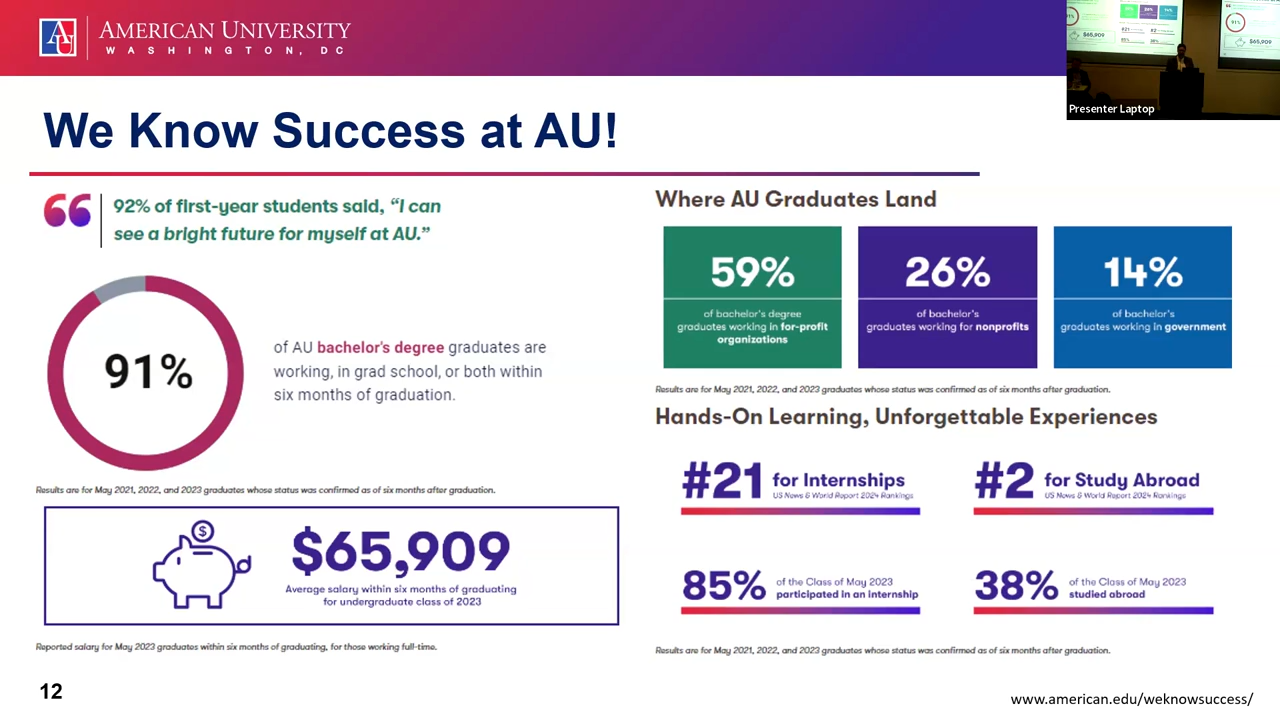 AU
AMERICAN UNIVERSITY
WASHINGTON, DC
Presenter Laptop
We Know Success at AU!
92% of first-year students said, “I can
see a bright future for myself at AU.”
91%
of AU bachelor's degree graduates are
working, in grad school, or both within
six months of graduation.
Results are for May 2021, 2022, and 2023 graduates whose status was confirmed as of six months after graduation.
$
$65,909
Average salary within six months of graduating
for undergraduate class of 2023
Reported salary for May 2023 graduates within six months of graduating, for those working full-time.
Where AU Graduates Land
59%
of bachelor's degree
graduates working in for-profit
organizations
26%
of bachelor's
graduates working for nonprofits
14%
of bachelor's
graduates working in government
Results are for May 2021, 2022, and 2023 graduates whose status was confirmed as of six months after graduation.
Hands-On Learning, Unforgettable Experiences
#21 for Internships
US News & World Report 2024 Rankings
#2 for Study Abroad
US News & World Report 2024 Rankings
85%
of the Class of May 2023
participated in an internship
38%
of the Class of May 2023
studied abroad
Results are for May 2021, 2022, and 2023 graduates whose status was confirmed as of six months after graduation.
12
www.american.edu/weknowsuccess/